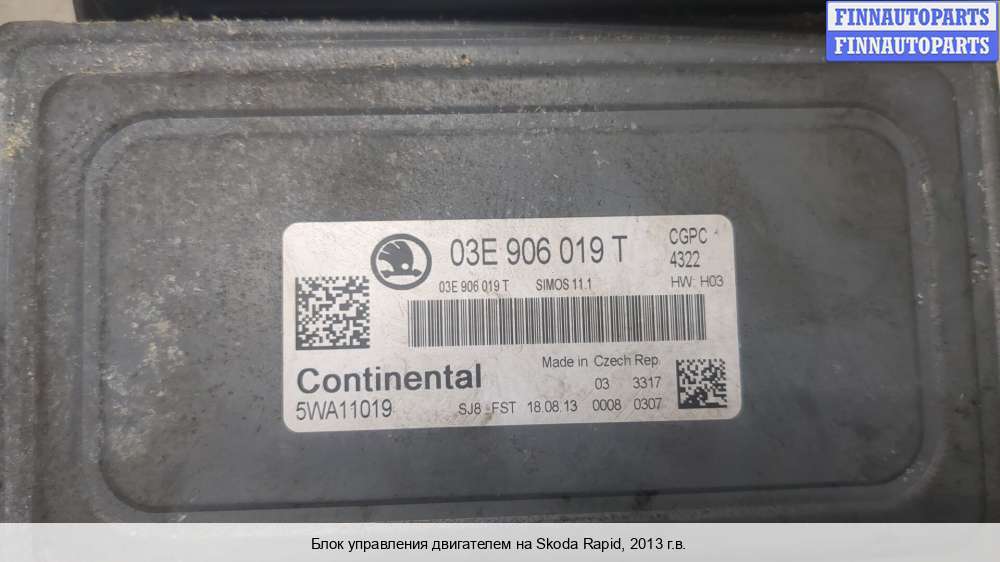 FINNAUTOPARTS
FINNAUTOPARTS
03E 906 019 T
CGPC
4322
03E 906 019 T SIMOS 11.1 HW: H03
Made in Czech Rep.
Continental
03 3317
5WA11019
SJ8 FST 18.08.13 0008 0307
Блок управления двигателем на Skoda Rapid, 2013 г.в.